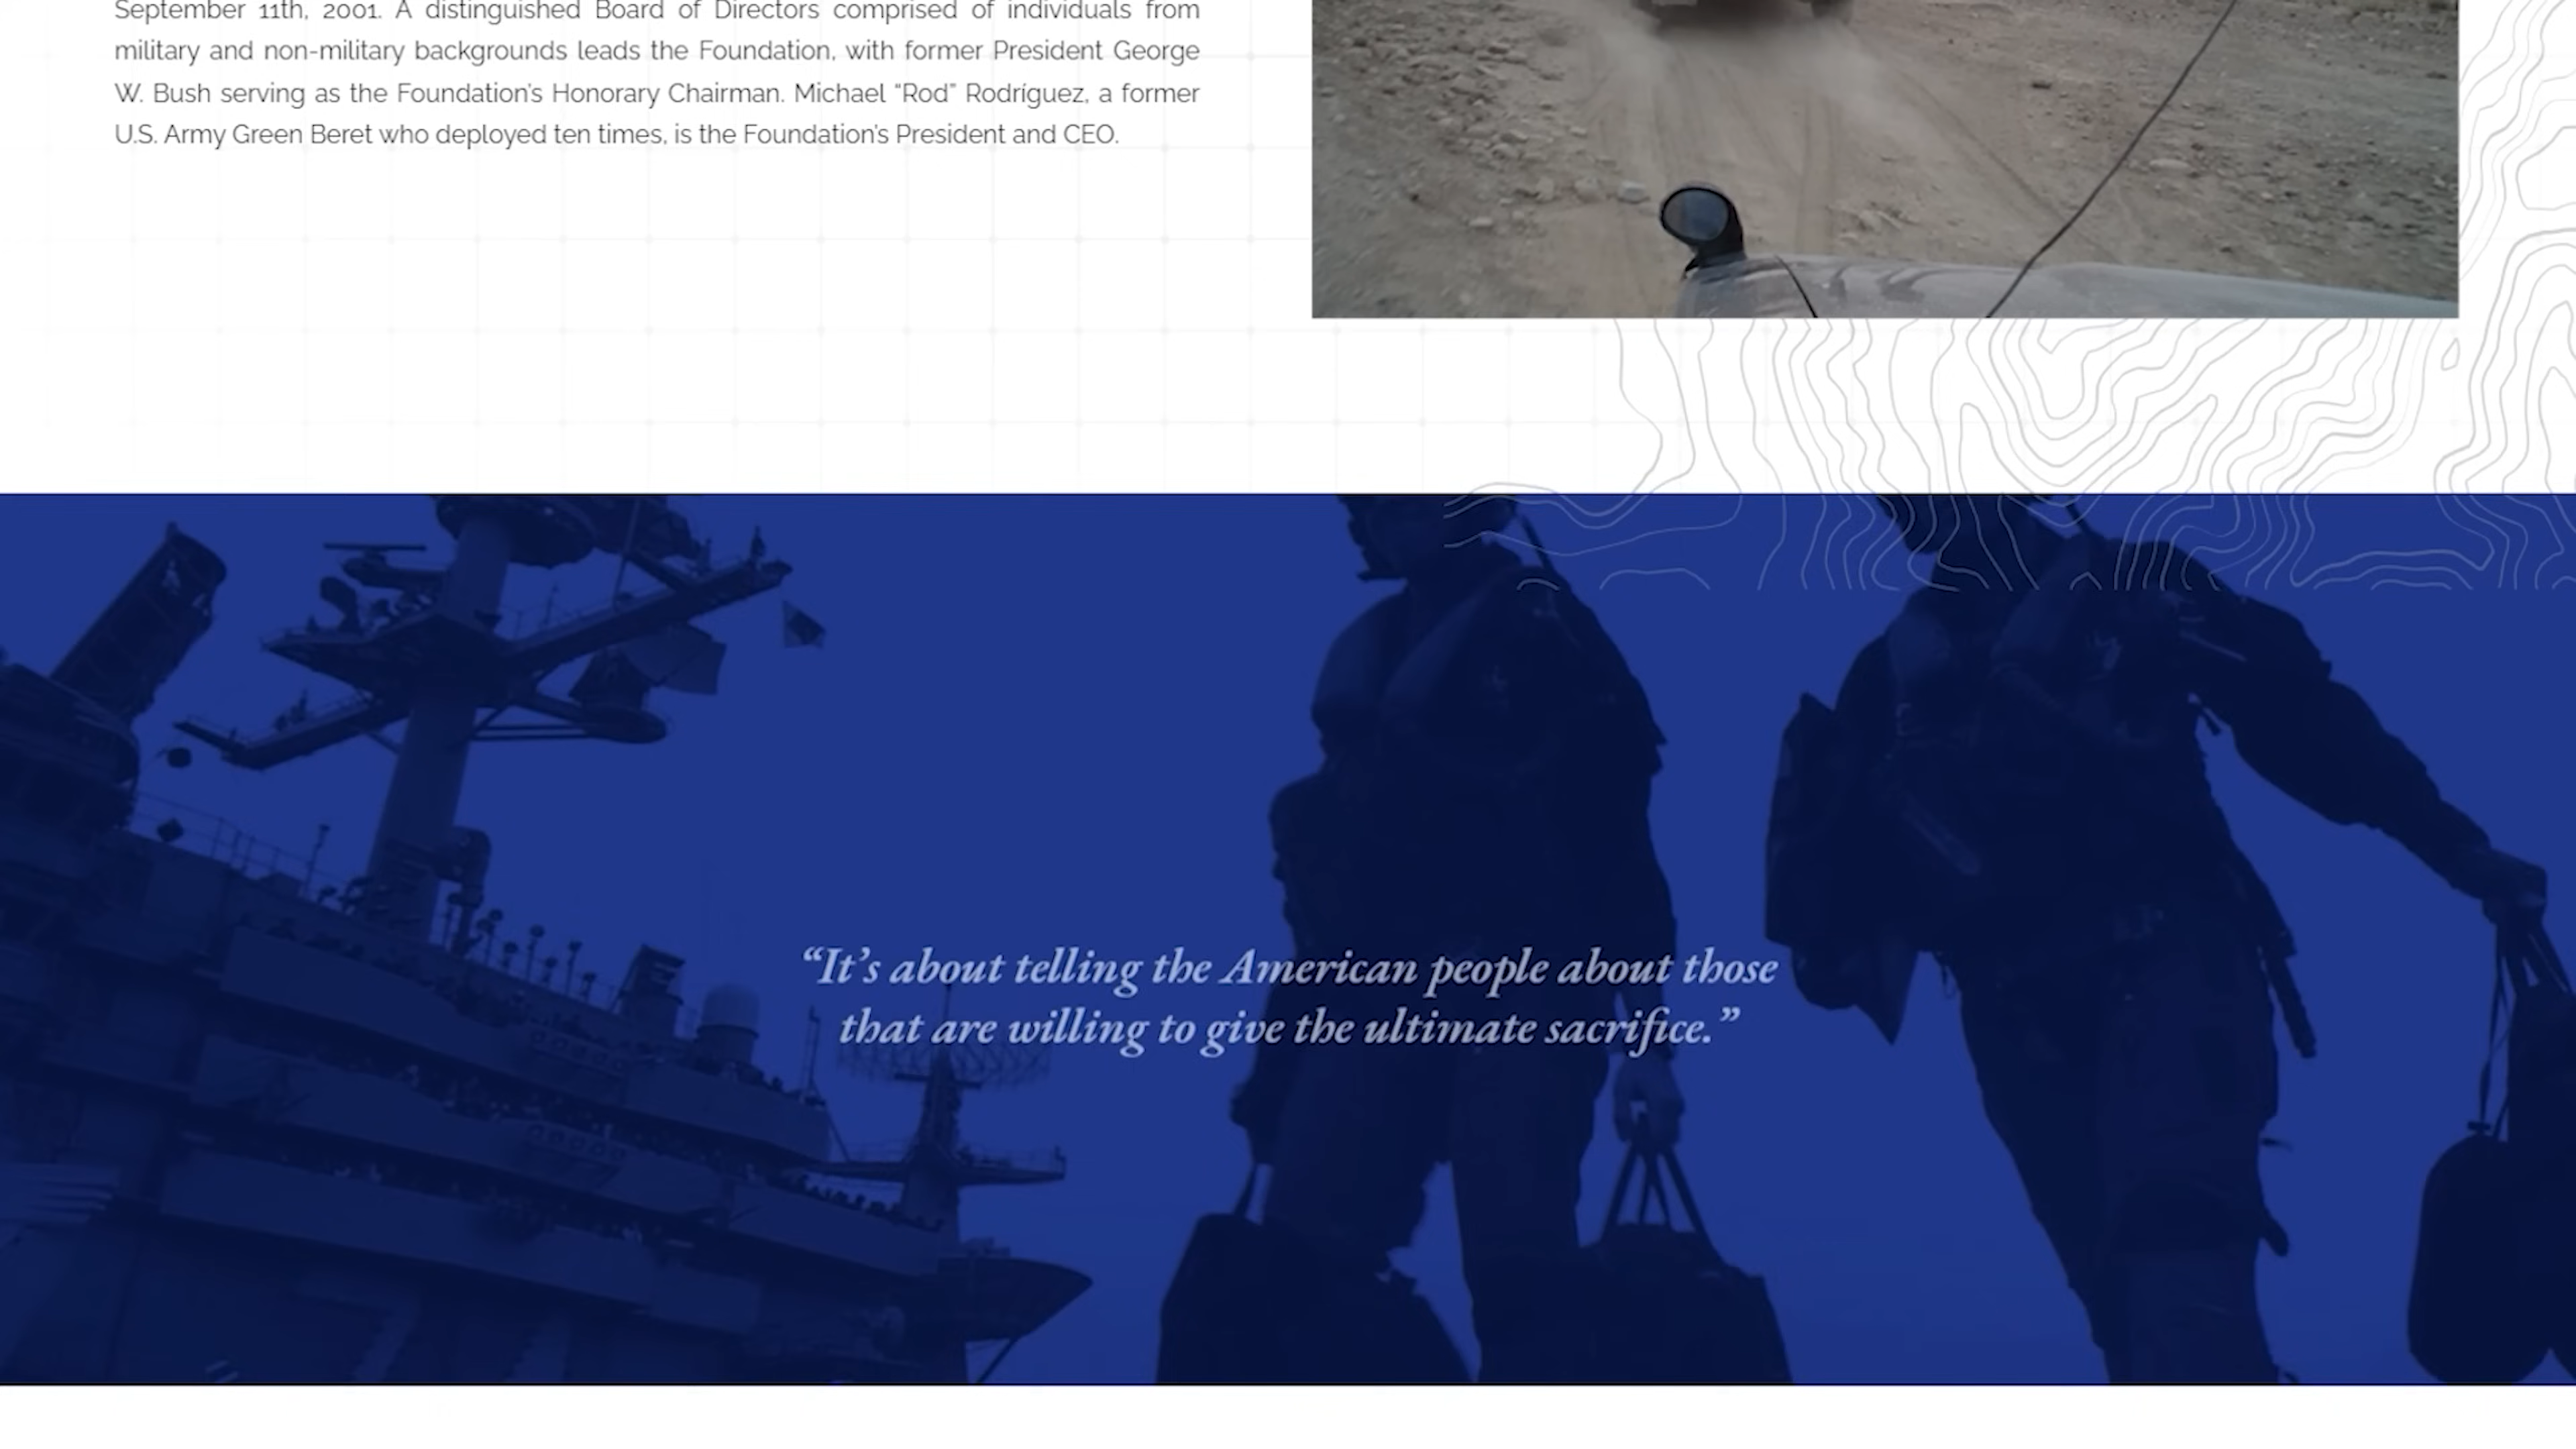 September 11th, 2001. A distinguished Board of Directors comprised of individuals from
military and non-military backgrounds leads the Foundation, with former President George
W. Bush serving as the Foundation's Honorary Chairman. Michael "Rod" Rodríguez, a former
U.S. Army Green Beret who deployed ten times, is the Foundation's President and CEO.
“It’s about telling the American people about those
that are willing to give the ultimate sacrifice.”